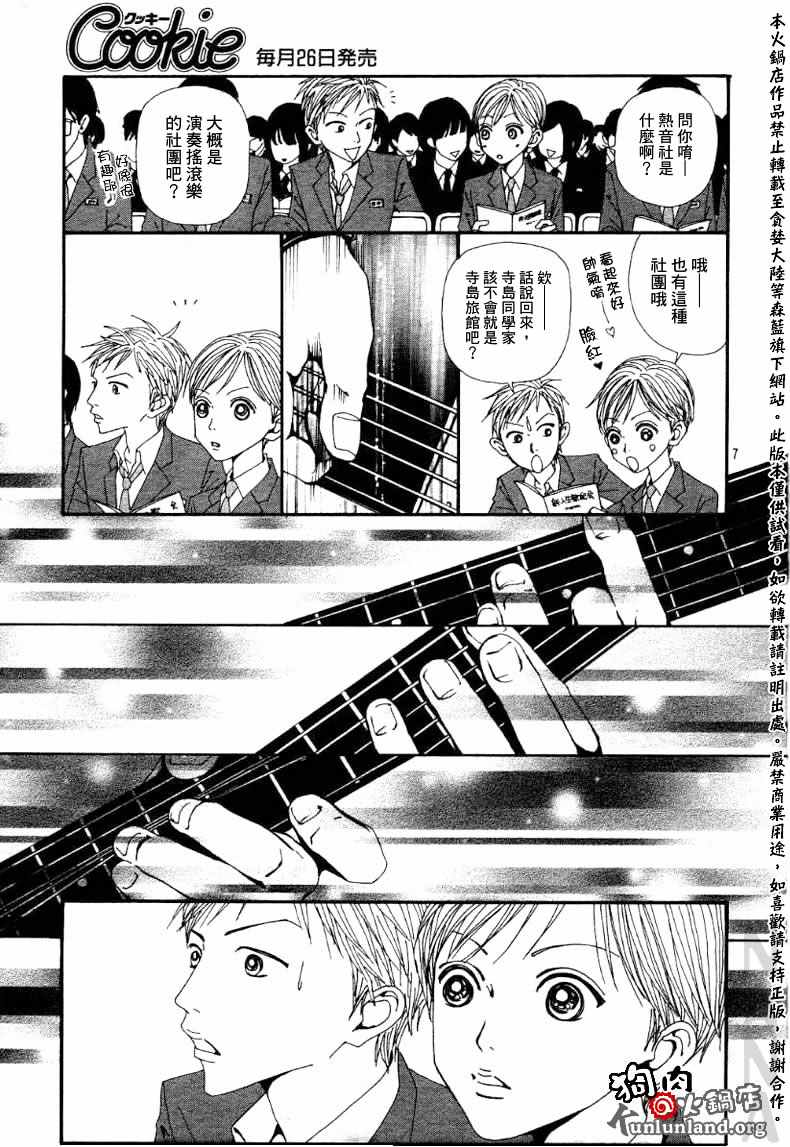 クッキー
Cookie
毎月26日発売
問你唷──
熱音社是
什麼啊?
大概是
演奏搖滾樂
的社團吧?
好像很
有趣耶♪
哦──
也有這種
社團哦
看起來好
帥氣唷──♡
臉紅♥
欸──
話說回來,
寺島同學家
該不會就是
寺島旅館吧?
7
本火鍋店作品禁止轉載至貪婪大陸等森藍旗下網站。此版本僅供試看,如欲轉載請註明出處。嚴禁商業用途,如喜歡請支持正版,謝謝合作。
狗肉
火鍋店
unlunland.org